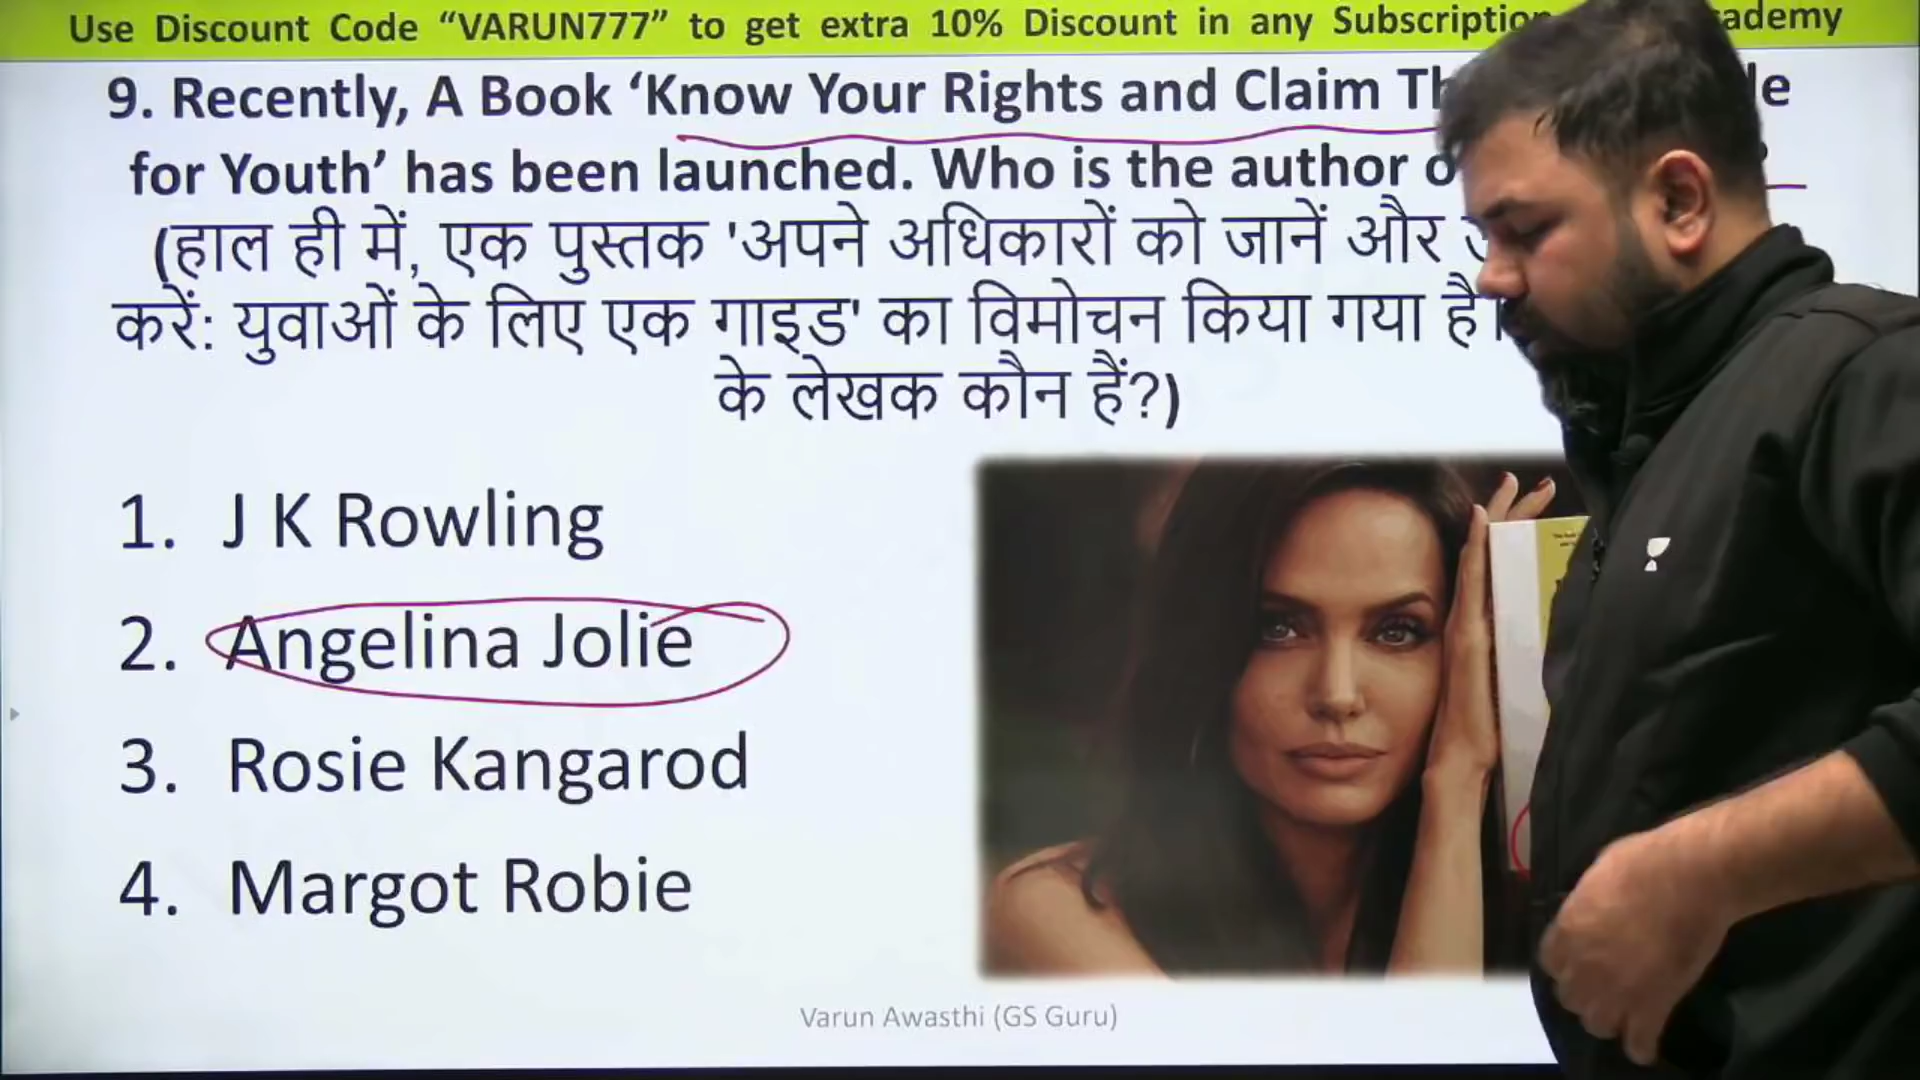 Use Discount Code “VARUN777” to get extra 10% Discount in any
9. Recently, A Book ‘Know Your Rights and Claim
for Youth’ has been launched. Who is the author
(हाल ही में, एक पुस्तक 'अपने अधिकारों को जानें और
करें: युवाओं के लिए एक गाइड' का विमोचन किया गया है।
के लेखक कौन हैं?)
1. J K Rowling
2. Angelina Jolie
3. Rosie Kangarod
4. Margot Robie
Varun Awasthi (GS Guru)